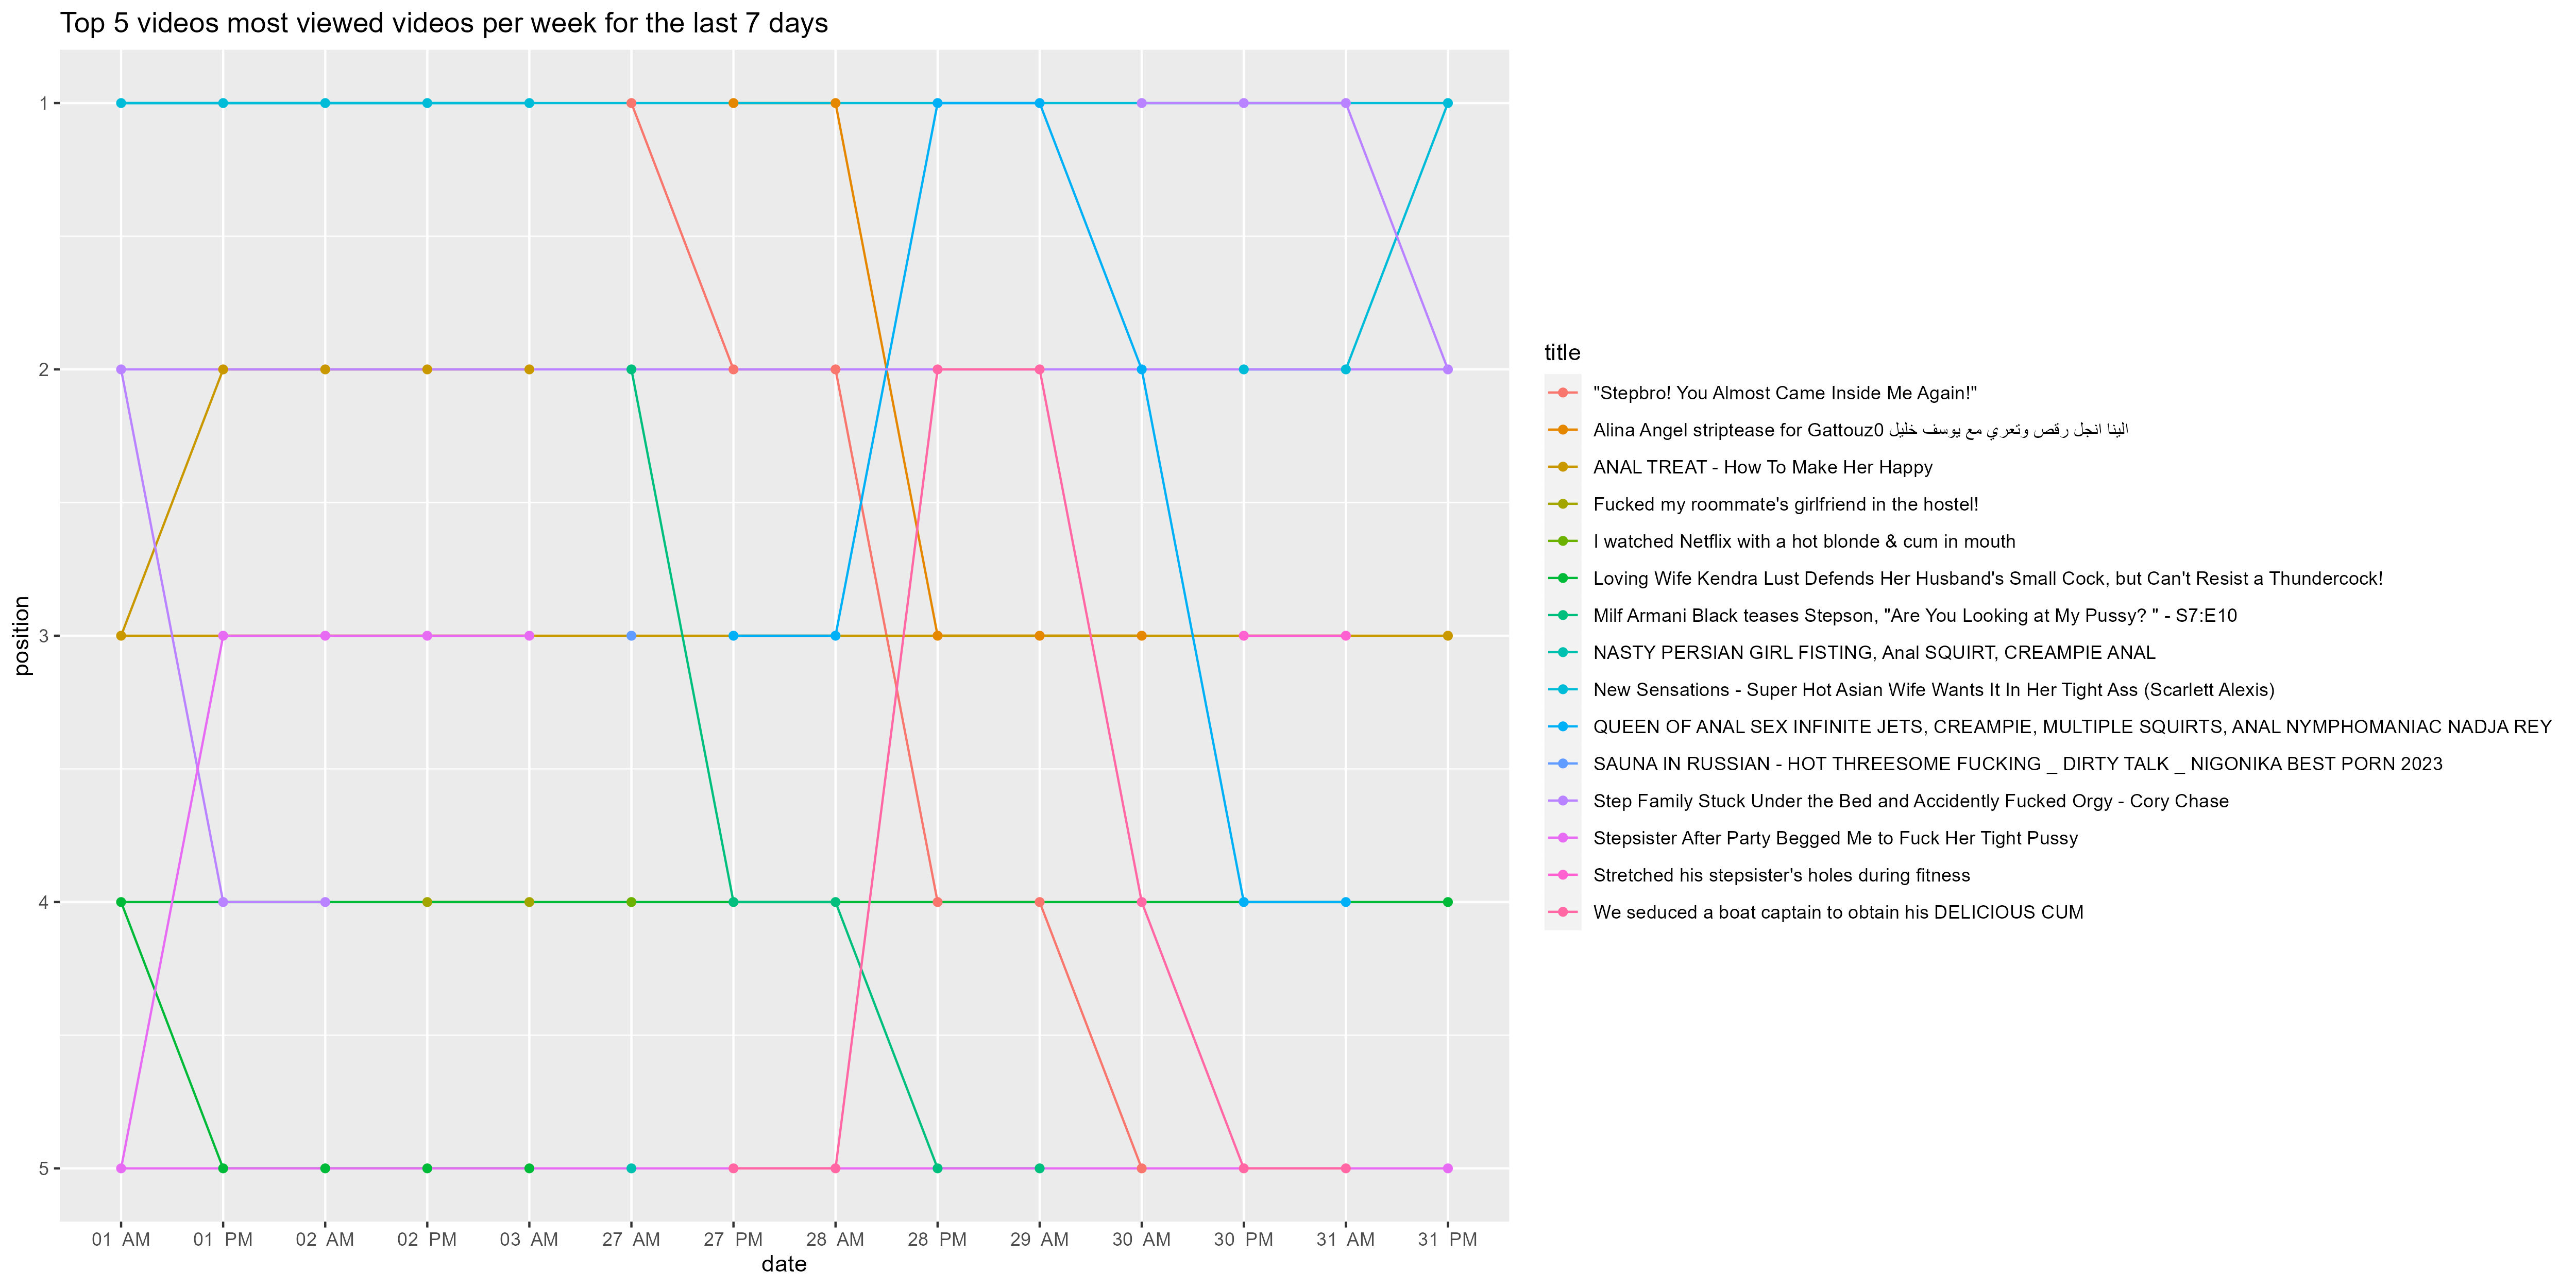 Top 5 videos most viewed videos per week for the last 7 days
position
1
2
3
4
5
01 AM
01 PM
02 AM
02 PM
03 AM
27 AM
27 PM
28 AM
28 PM
29 AM
30 AM
30 PM
31 AM
31 PM
date
title
"Stepbro! You Almost Came Inside Me Again!"
Alina Angel striptease for Gattouz0 الينا انجل رقص وتعري مع يوسف خليل
ANAL TREAT - How To Make Her Happy
Fucked my roommate's girlfriend in the hostel!
I watched Netflix with a hot blonde & cum in mouth
Loving Wife Kendra Lust Defends Her Husband's Small Cock, but Can't Resist a Thundercock!
Milf Armani Black teases Stepson, "Are You Looking at My Pussy? " - S7:E10
NASTY PERSIAN GIRL FISTING, Anal SQUIRT, CREAMPIE ANAL
New Sensations - Super Hot Asian Wife Wants It In Her Tight Ass (Scarlett Alexis)
QUEEN OF ANAL SEX INFINITE JETS, CREAMPIE, MULTIPLE SQUIRTS, ANAL NYMPHOMANIAC NADJA REY
SAUNA IN RUSSIAN - HOT THREESOME FUCKING _ DIRTY TALK _ NIGONIKA BEST PORN 2023
Step Family Stuck Under the Bed and Accidently Fucked Orgy - Cory Chase
Stepsister After Party Begged Me to Fuck Her Tight Pussy
Stretched his stepsister's holes during fitness
We seduced a boat captain to obtain his DELICIOUS CUM